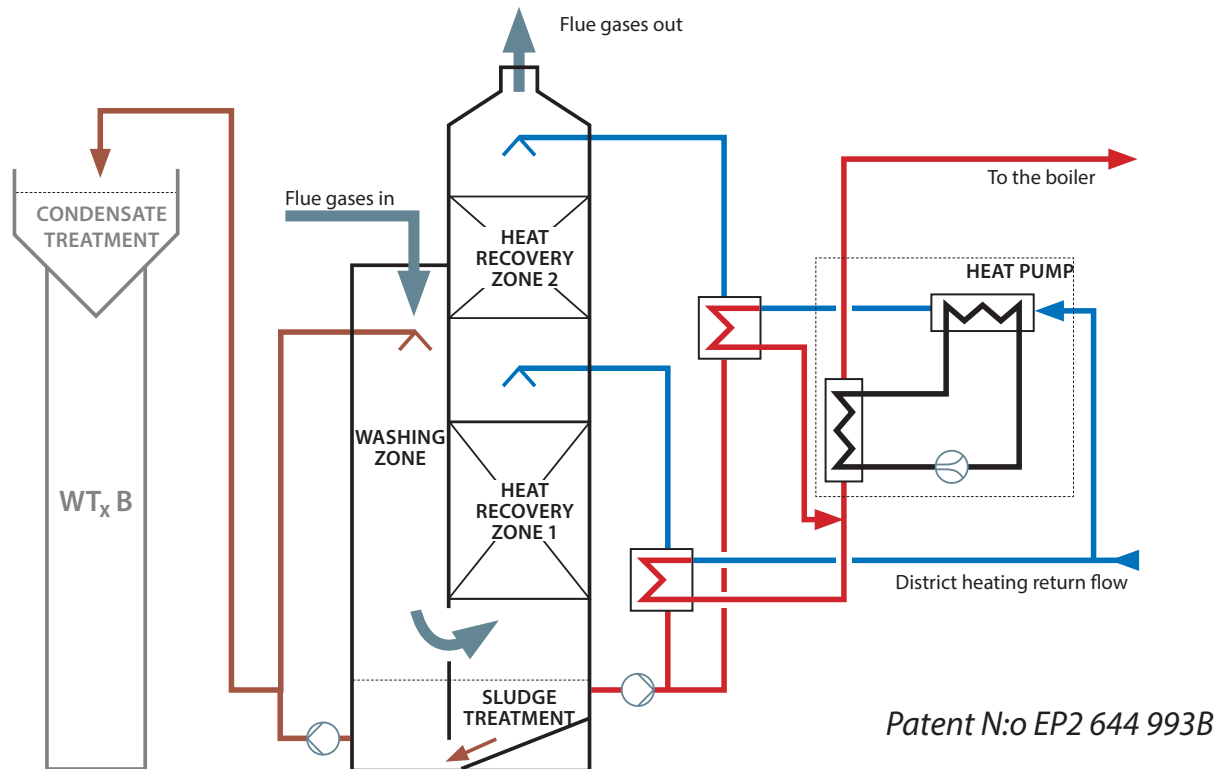 Flue gases out
Flue gases in
To the boiler
CONDENSATE
TREATMENT
HEAT
RECOVERY
ZONE 2
HEAT PUMP
WASHING
ZONE
HEAT
RECOVERY
ZONE 1
WTx B
District heating return flow
SLUDGE
TREATMENT
Patent N:o EP2 644 993B